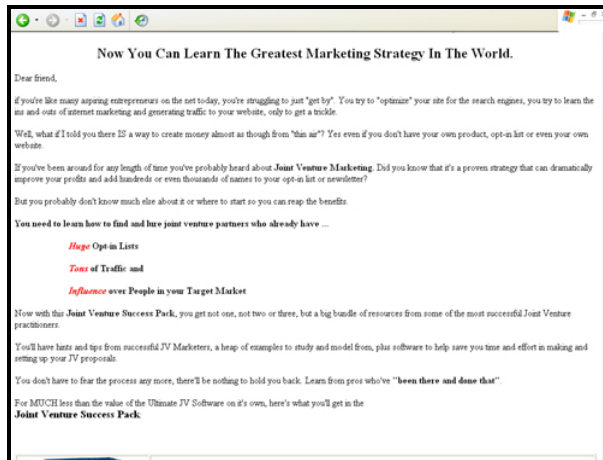 Now You Can Learn The Greatest Marketing Strategy In The World.
Dear friend,
if you're like many aspiring entrepreneurs on the net today, you're struggling to just "get by". You try to "optimize" your site for the search engines, you try to learn the
ins and outs of internet marketing and generating traffic to your website, only to get a trickle.
Well, what if I told you there IS a way to create money almost as though from "thin air"? Yes even if you don't have your own product, opt-in list or even your own
website.
If you've been around for any length of time you've probably heard about Joint Venture Marketing. Did you know that it's a proven strategy that can dramatically
improve your profits and add hundreds or even thousands of names to your opt-in list or newsletter?
But you probably don't know much else about it or where to start so you can reap the benefits.
You need to learn how to find and lure joint venture partners who already have ...
Huge Opt-in Lists
Tons of Traffic and
Influence over People in your Target Market
Now with this Joint Venture Success Pack, you get not one, not two or three, but a big bundle of resources from some of the most successful Joint Venture
practitioners.
You'll have hints and tips from successful JV Marketers, a heap of examples to study and model from, plus software to help save you time and effort in making and
setting up your JV proposals.
You don't have to fear the process any more, there'll be nothing to hold you back. Learn from pros who've "been there and done that".
For MUCH less than the value of the Ultimate JV Software on it's own, here's what you'll get in the
Joint Venture Success Pack: